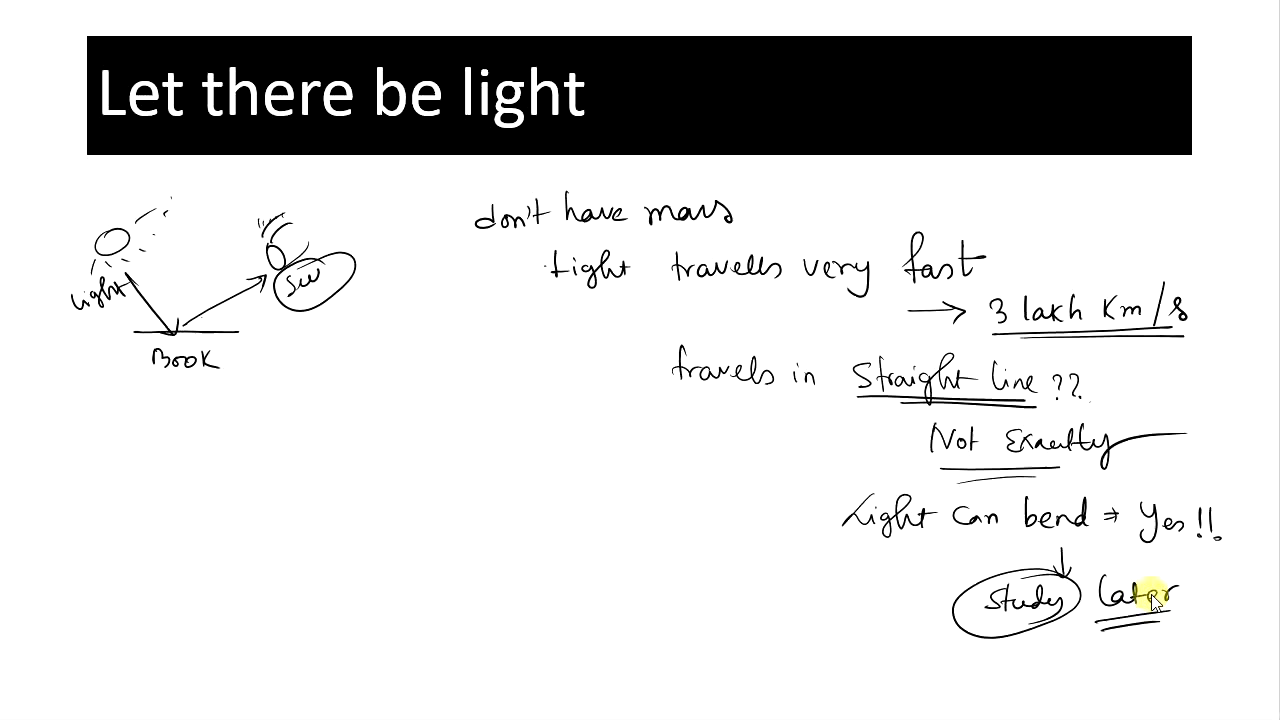 Let there be light
Light
See
Book
don't have mass
Light travells very fast
→ 3 lakh Km/s
travels in straight line ??
Not Exactly
Light can bend ⇒ Yes !!
Study Later